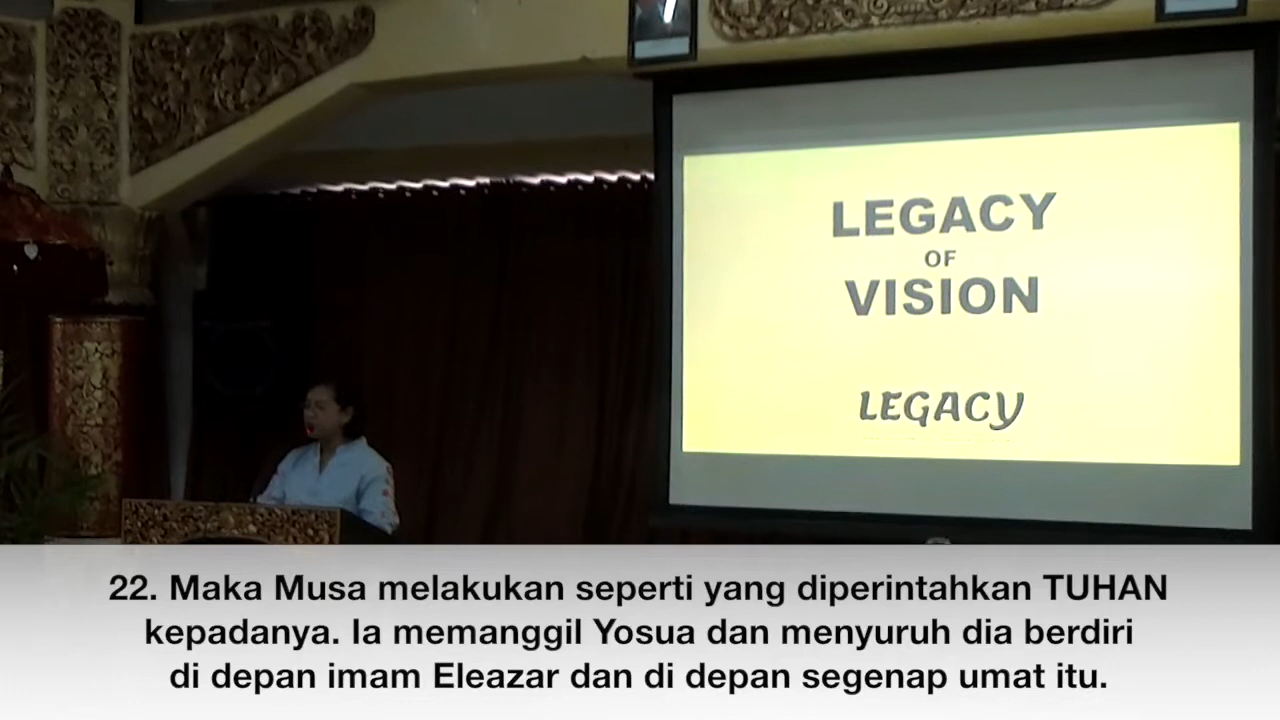 LEGACY
OF
VISION
LEGACY
22. Maka Musa melakukan seperti yang diperintahkan TUHAN
kepadanya. Ia memanggil Yosua dan menyuruh dia berdiri
di depan imam Eleazar dan di depan segenap umat itu.